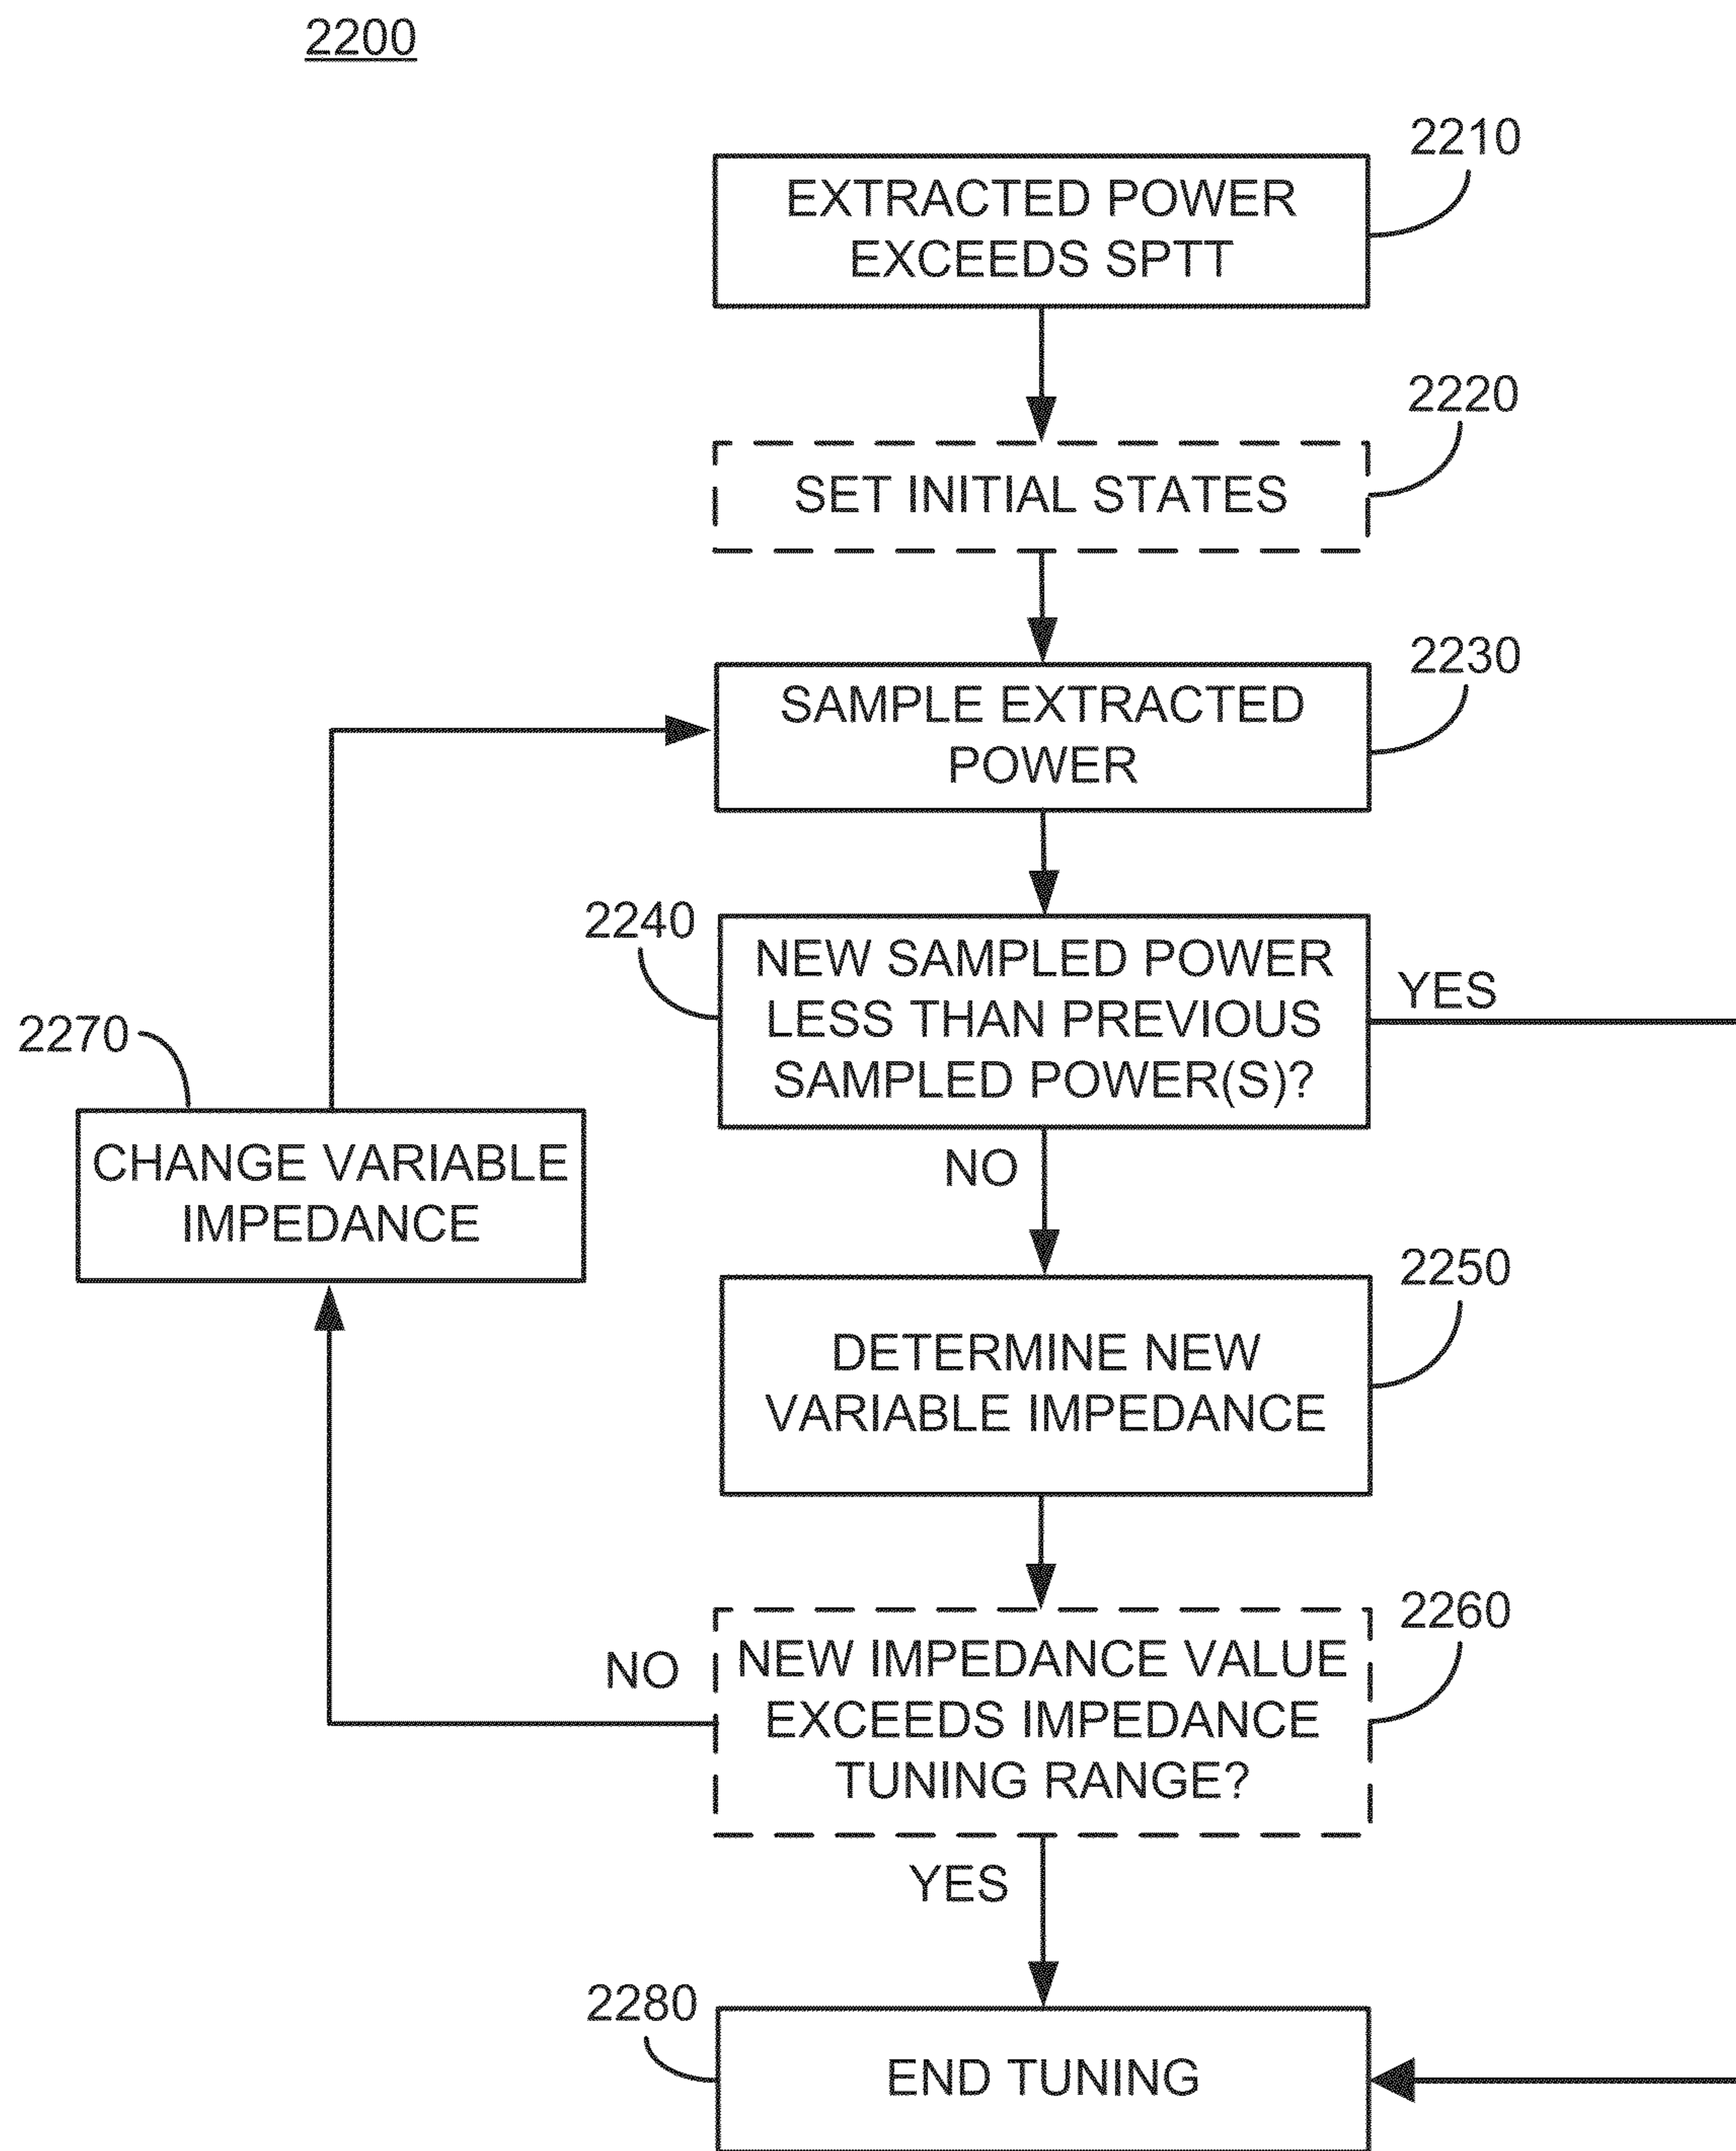 2200
2210
EXTRACTED POWER
EXCEEDS SPTT
2220
SET INITIAL STATES
2230
SAMPLE EXTRACTED
POWER
2240
NEW SAMPLED POWER
LESS THAN PREVIOUS
SAMPLED POWER(S)?
YES
NO
2270
CHANGE VARIABLE
IMPEDANCE
2250
DETERMINE NEW
VARIABLE IMPEDANCE
2260
NEW IMPEDANCE VALUE
EXCEEDS IMPEDANCE
TUNING RANGE?
NO
YES
2280
END TUNING